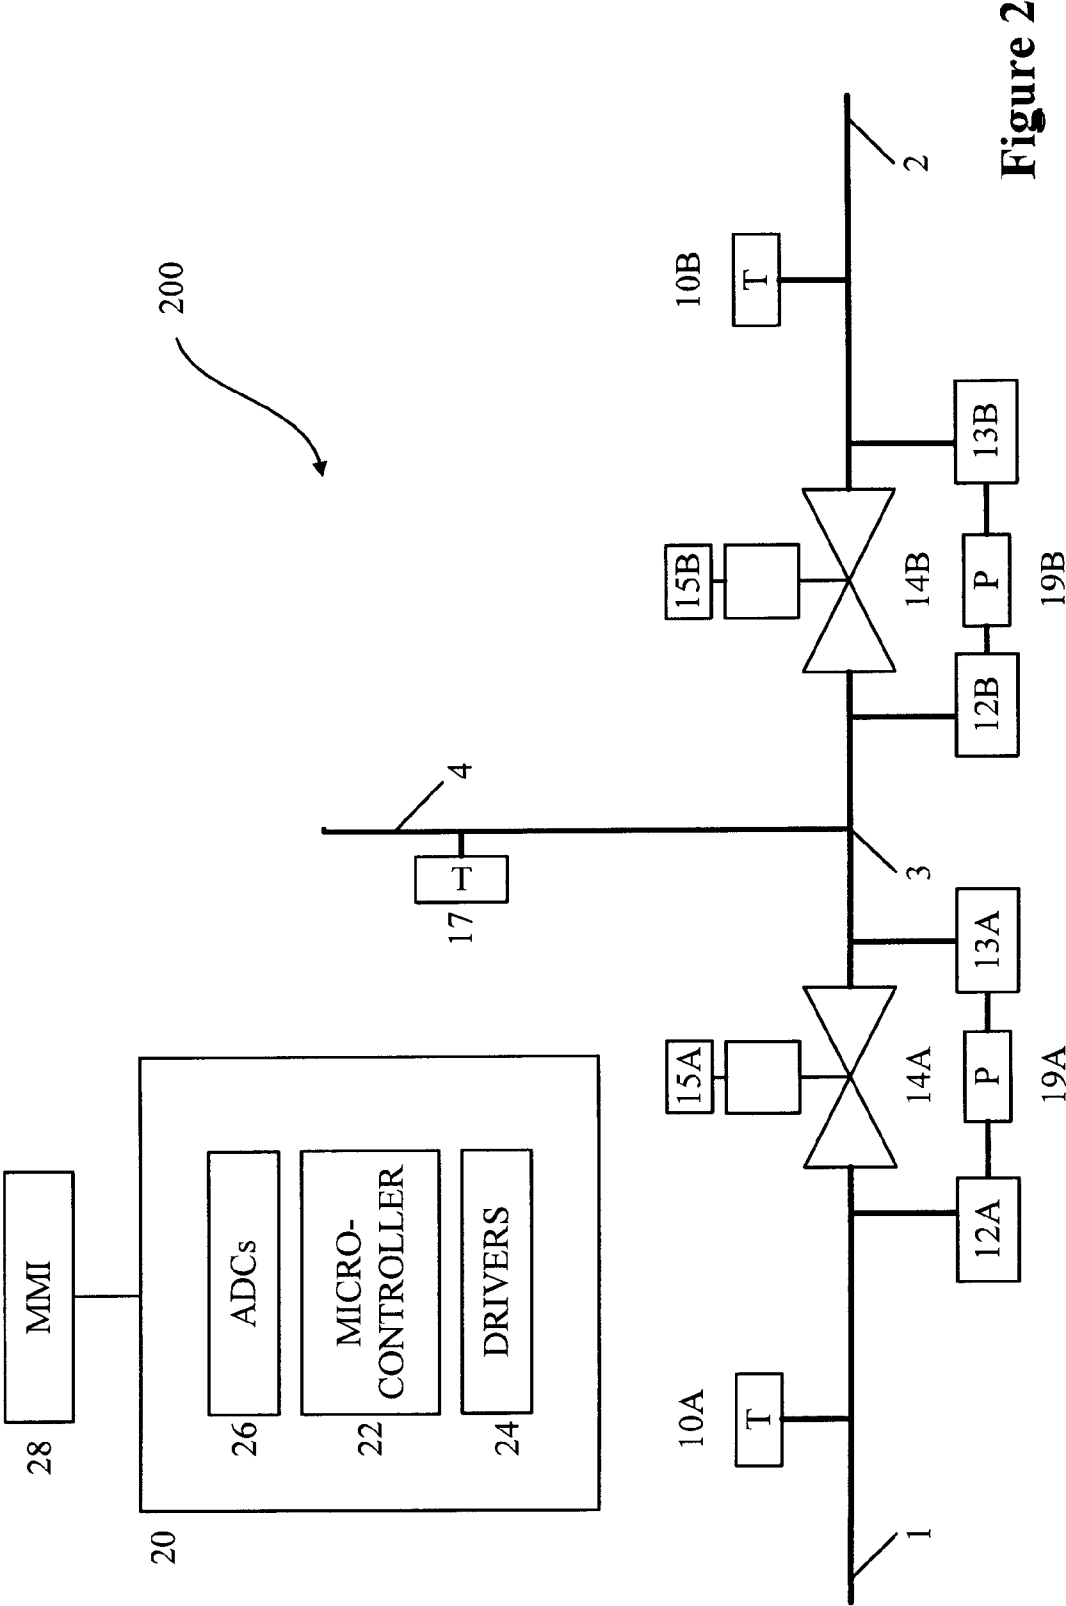 28
MMI
20
26
ADCs
22
MICRO-
CONTROLLER
24
DRIVERS
200
17
T
4
10A
T
15A
15B
10B
T
1
14A
3
14B
2
12A
P
13A
12B
P
13B
19A
19B
Figure 2